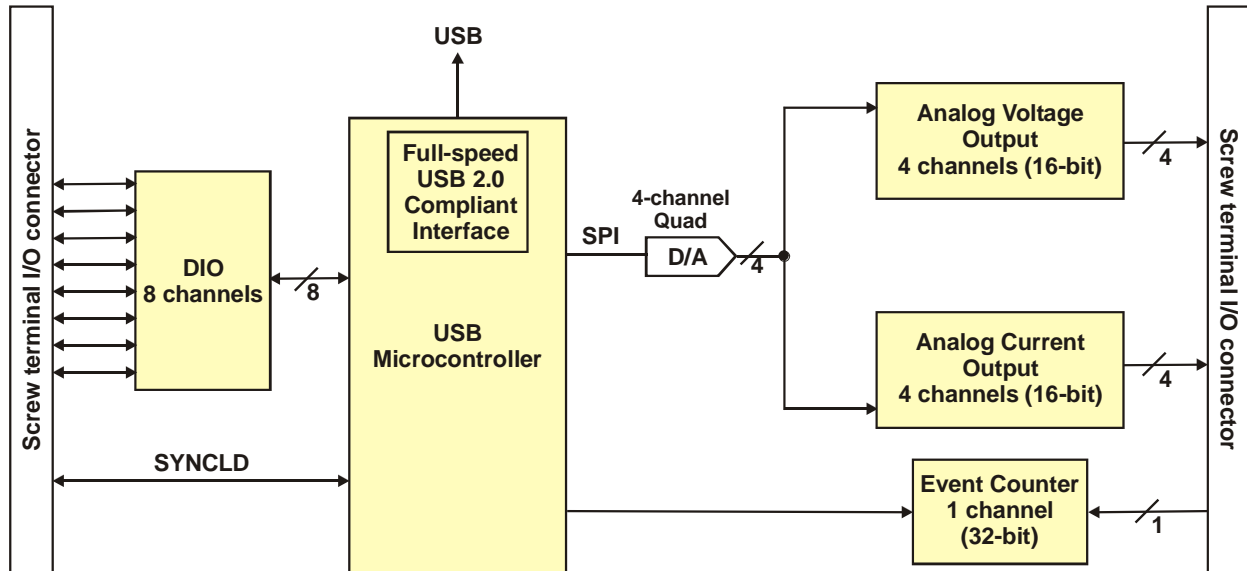 Screw terminal I/O connector
DIO
8 channels
8
SYNCLD
USB
Full-speed
USB 2.0
Compliant
Interface
USB
Microcontroller
SPI
4-channel
Quad
D/A
4
Analog Voltage
Output
4 channels (16-bit)
4
Analog Current
Output
4 channels (16-bit)
4
Event Counter
1 channel
(32-bit)
1
Screw terminal I/O connector